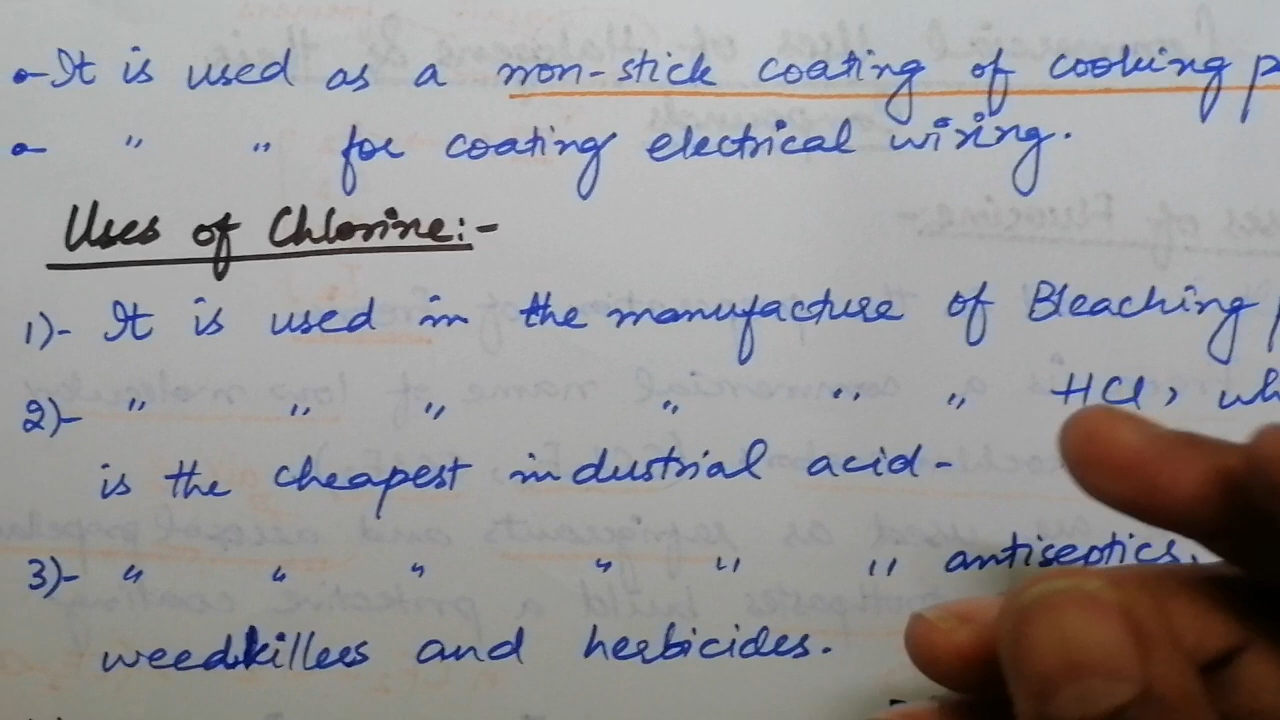 - It is used as a non-stick coating of cooking p
- " " for coating electrical wiring.
Uses of Chlorine:-
1)- It is used in the manufacture of Bleaching p
2)- " " " " " " HCl, wh
is the cheapest industrial acid-
3)- " " " " " " antiseptics,
weedkillers and herbicides.